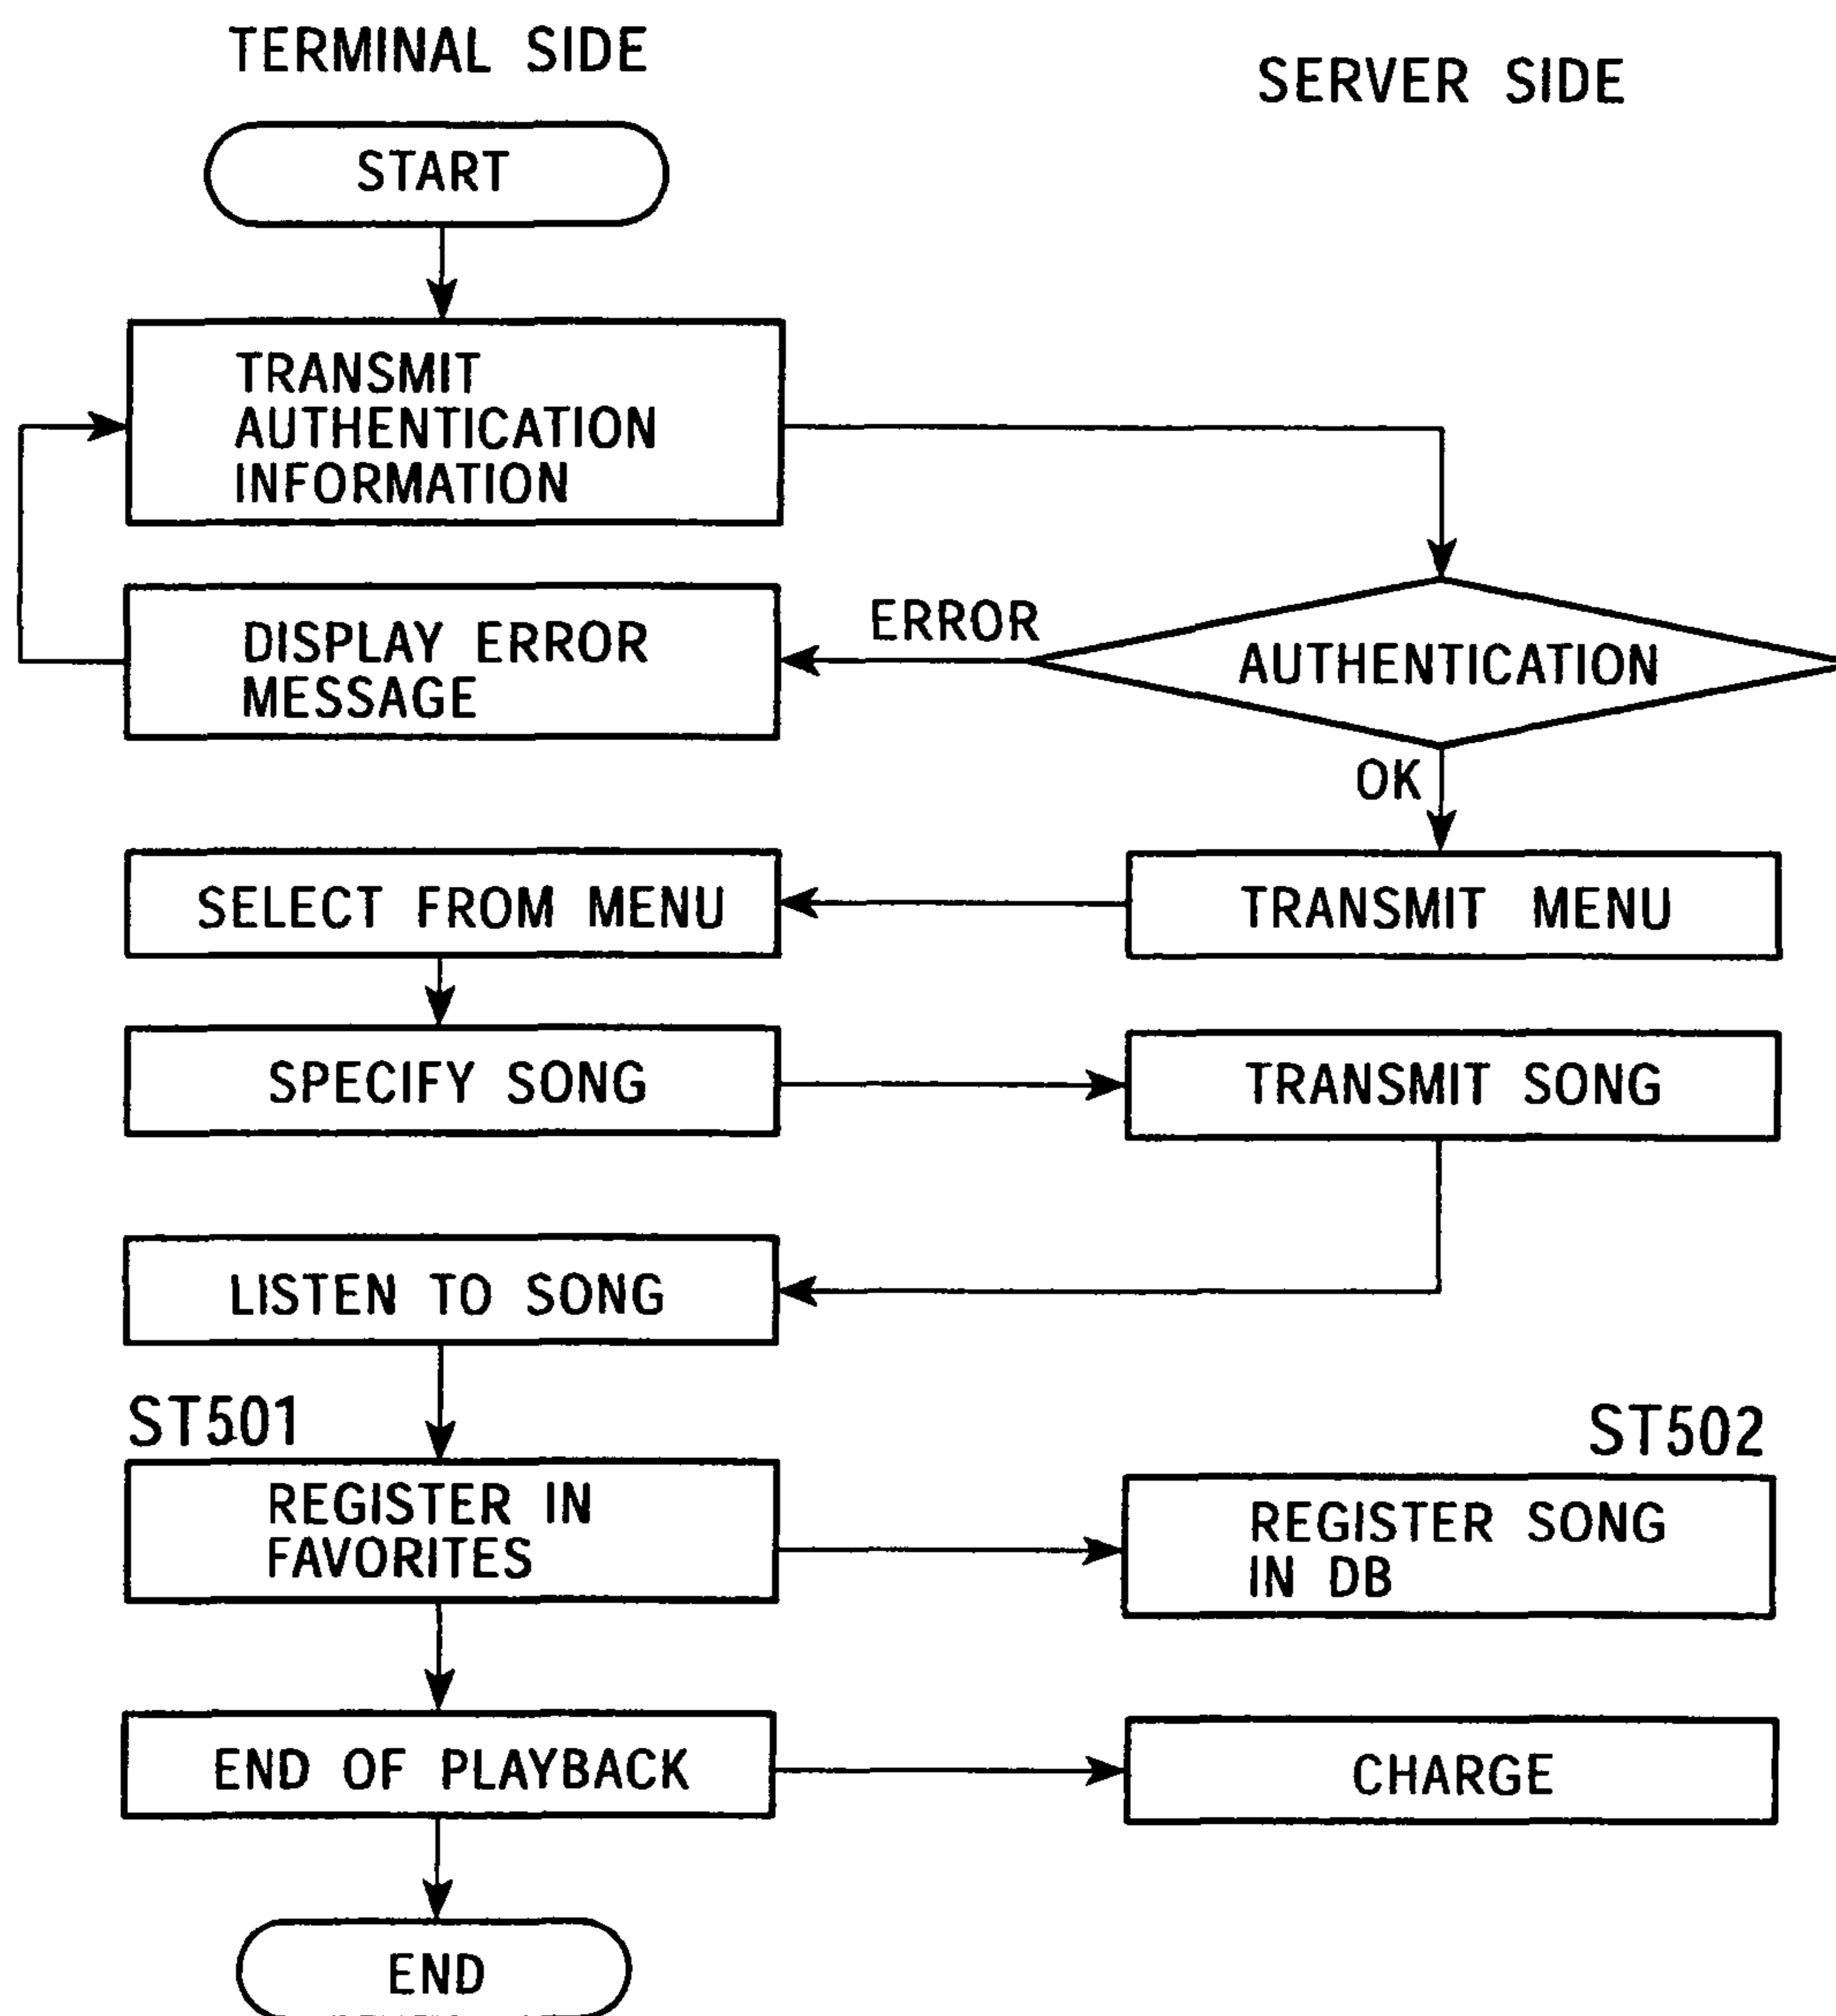 TERMINAL SIDE
SERVER SIDE
START
TRANSMIT
AUTHENTICATION
INFORMATION
DISPLAY ERROR
MESSAGE
ERROR
AUTHENTICATION
OK
SELECT FROM MENU
TRANSMIT MENU
SPECIFY SONG
TRANSMIT SONG
LISTEN TO SONG
ST501
ST502
REGISTER IN
FAVORITES
REGISTER SONG
IN DB
END OF PLAYBACK
CHARGE
END